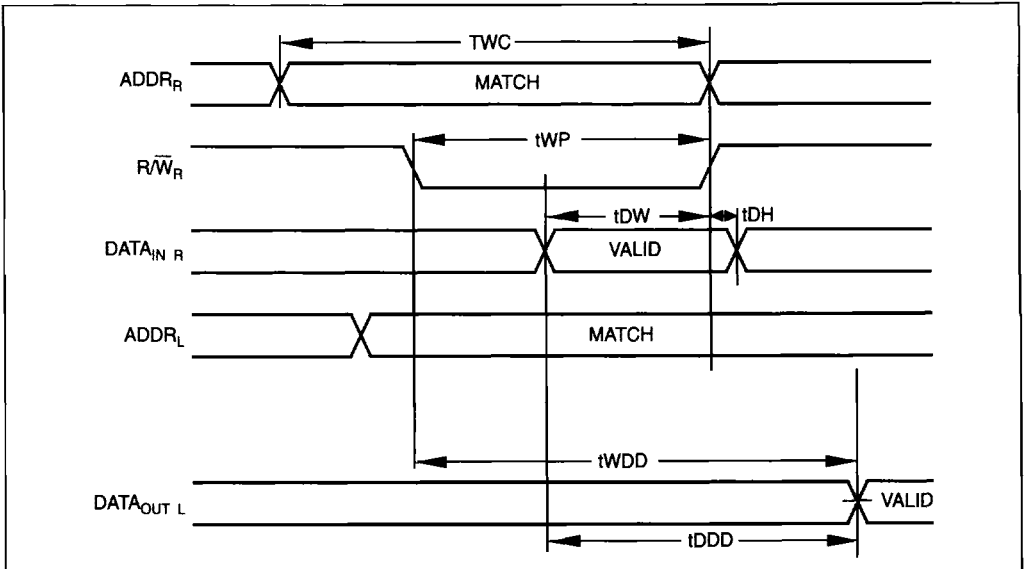 TWC
ADDR_R MATCH
tWP
R/W̅_R
tDW tDH
DATA_IN R VALID
ADDR_L MATCH
tWDD
DATA_OUT L VALID
tDDD